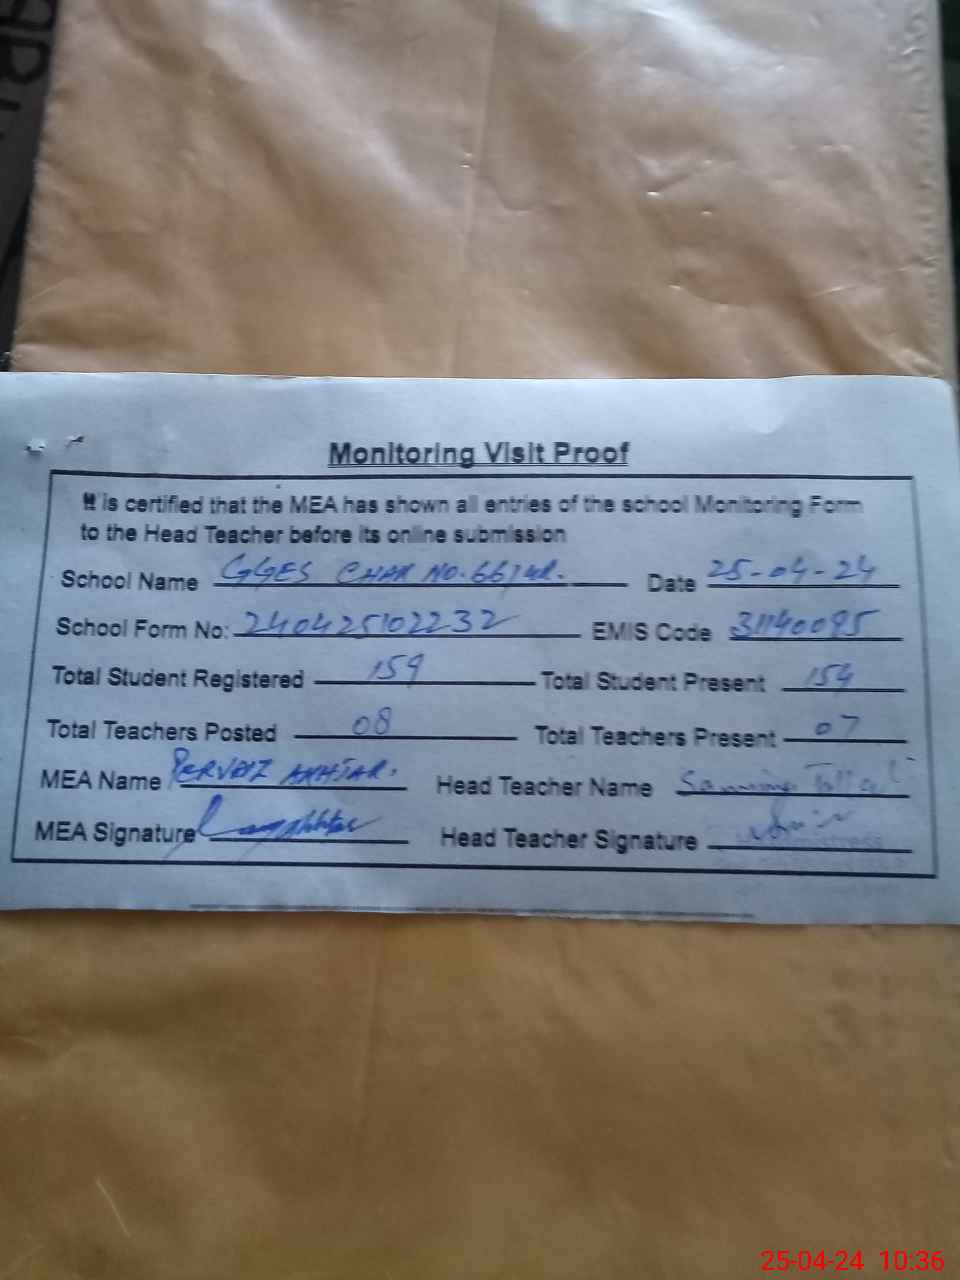 Monitoring Visit Proof
It is certified that the MEA has shown all entries of the school Monitoring Form
to the Head Teacher before its online submission
School Name GGES CHAK NO. 66 Date 25-04-24
School Form No: 240425102232 EMIS Code 31140095
Total Student Registered 159 Total Student Present 154
Total Teachers Posted 08 Total Teachers Present 07
MEA Name PERVAIZ AKHTAR. Head Teacher Name
MEA Signature Head Teacher Signature
25-04-24 10:36